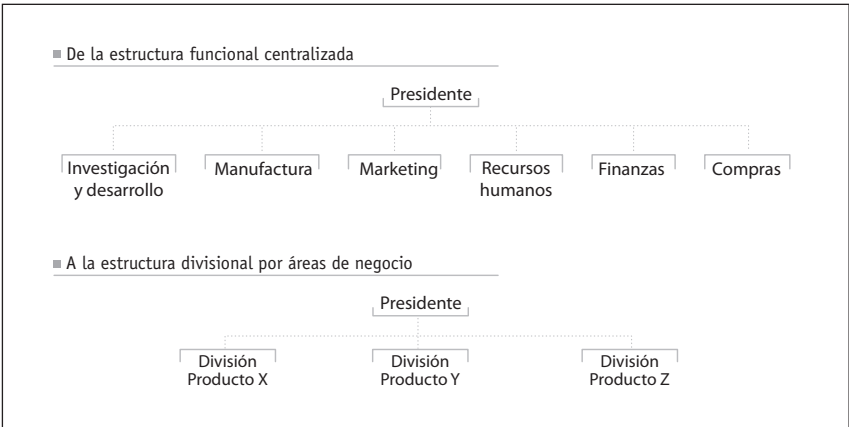 De la estructura funcional centralizada
Presidente
Investigación y desarrollo
Manufactura
Marketing
Recursos humanos
Finanzas
Compras
A la estructura divisional por áreas de negocio
Presidente
División Producto X
División Producto Y
División Producto Z